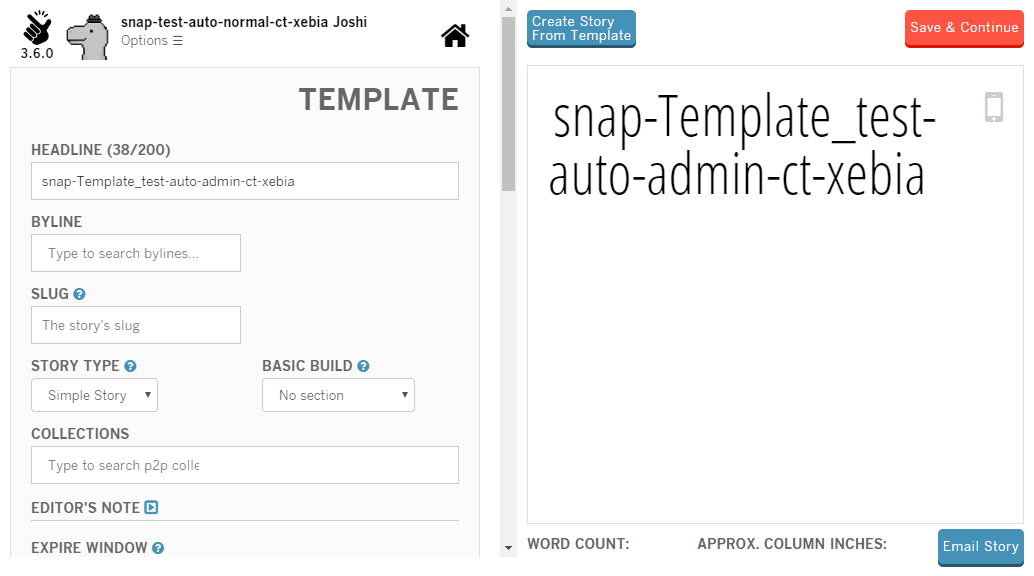 snap-test-auto-normal-ct-xebia Joshi
Options ☰
3.6.0
TEMPLATE
HEADLINE (38/200)
snap-Template_test-auto-admin-ct-xebia
BYLINE
Type to search bylines...
SLUG ?
The story's slug
STORY TYPE ? BASIC BUILD ?
Simple Story No section
COLLECTIONS
Type to search p2p colle
EDITOR'S NOTE
EXPIRE WINDOW ?
Create Story
From Template
Save & Continue
snap-Template_test-
auto-admin-ct-xebia
WORD COUNT: APPROX. COLUMN INCHES:
Email Story